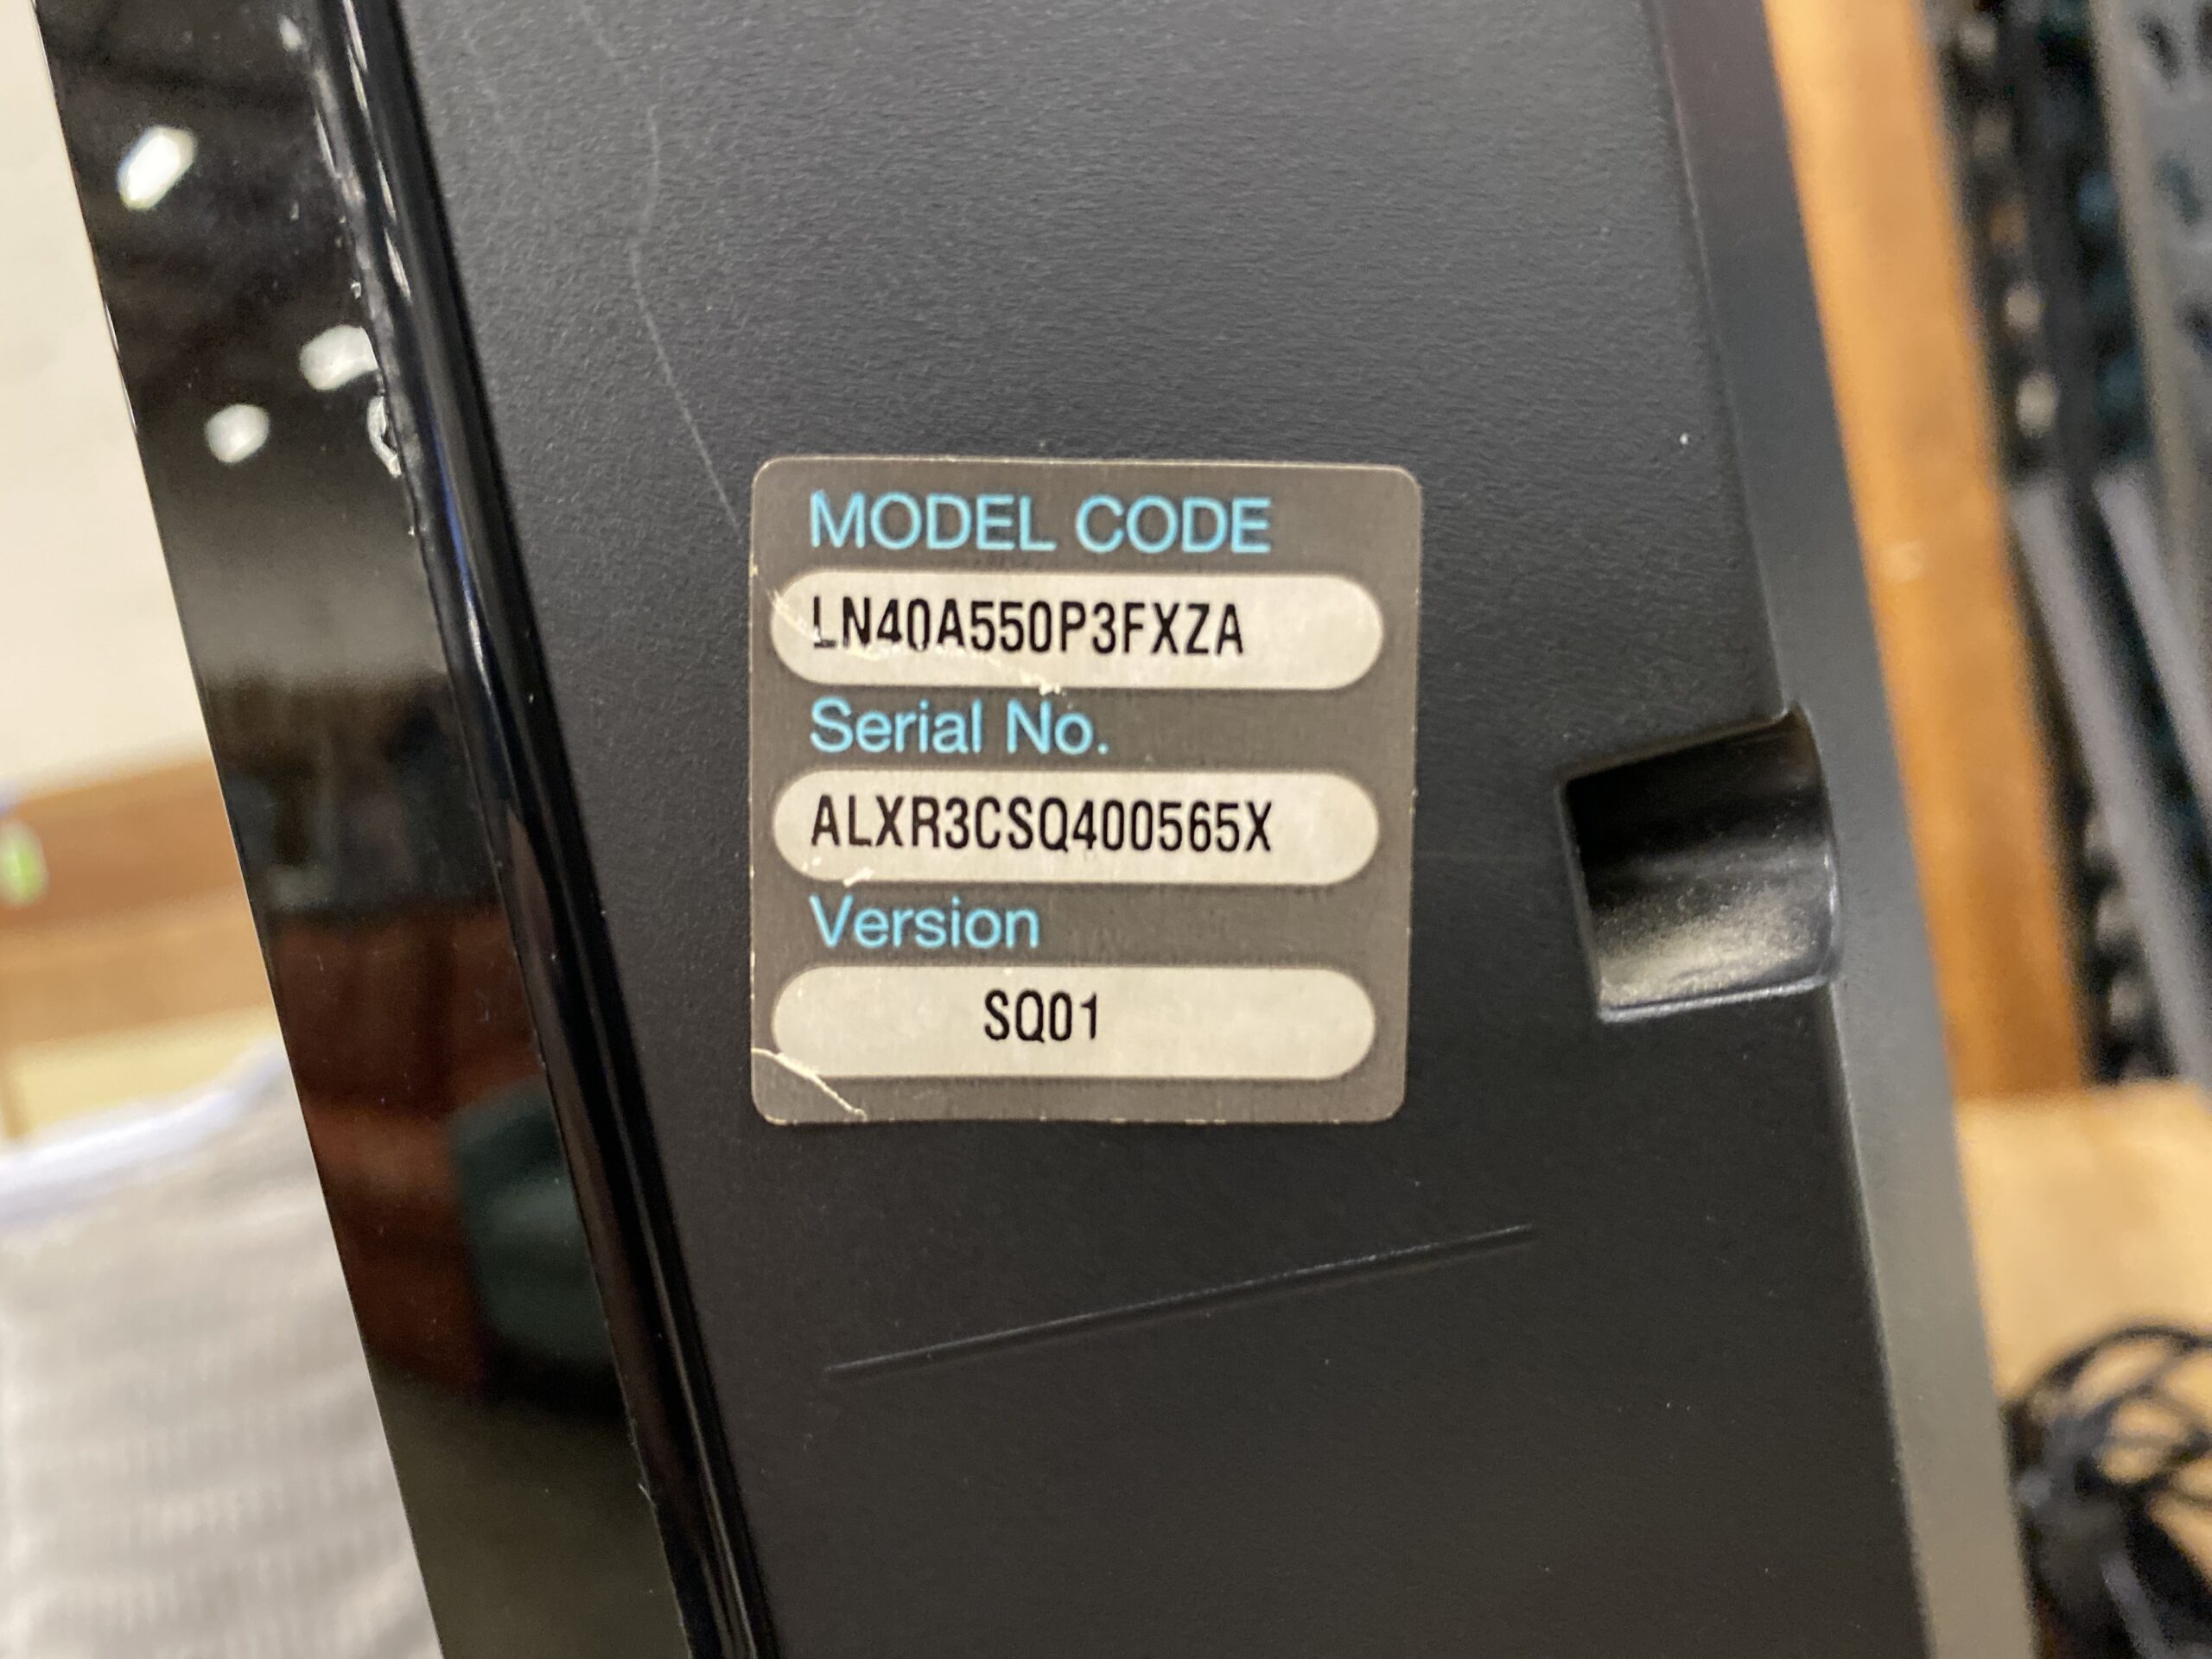 MODEL CODE
LN40A550P3FXZA
Serial No.
ALXR3CSQ400565X
Version
SQ01